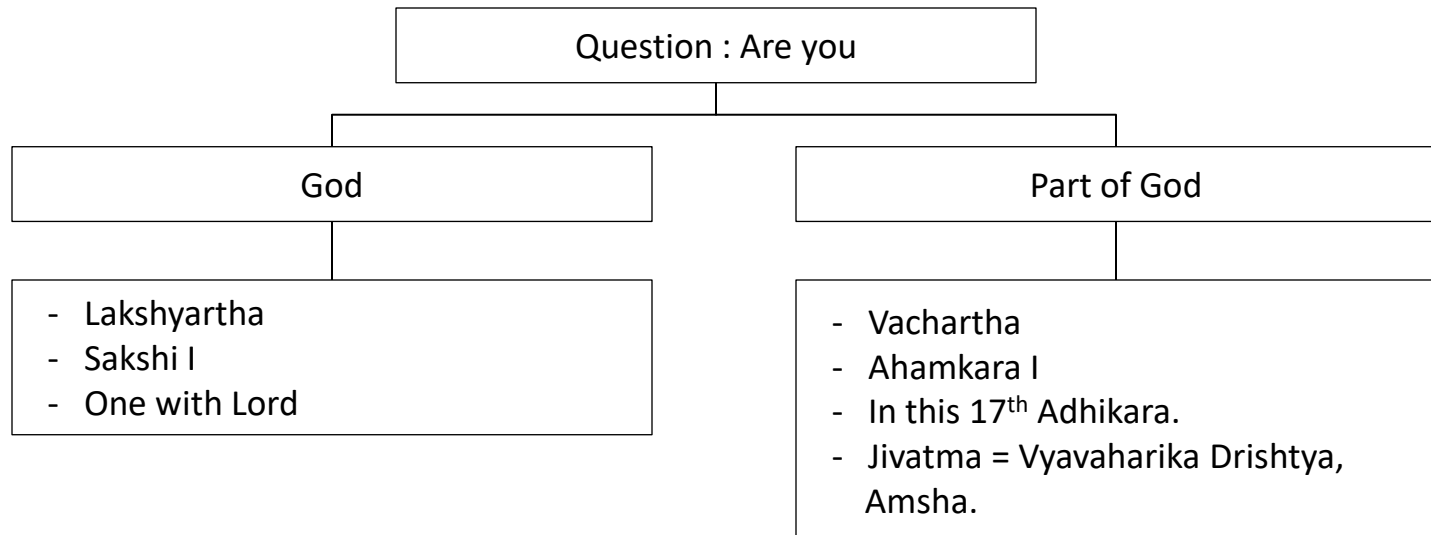 Question : Are you
God
Part of God
- Lakshyartha
- Sakshi I
- One with Lord
- Vachartha
- Ahamkara I
- In this 17th Adhikara.
- Jivatma = Vyavaharika Drishtya,
Amsha.